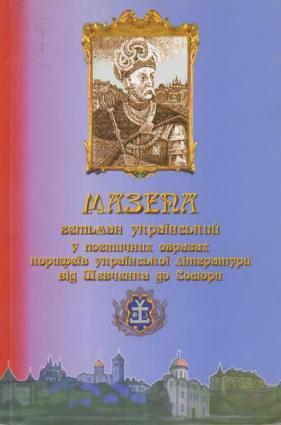 МАЗЕПА
гетьман український
у поетичних образах
корифеїв української літератури
від Шевченка до Сосюри